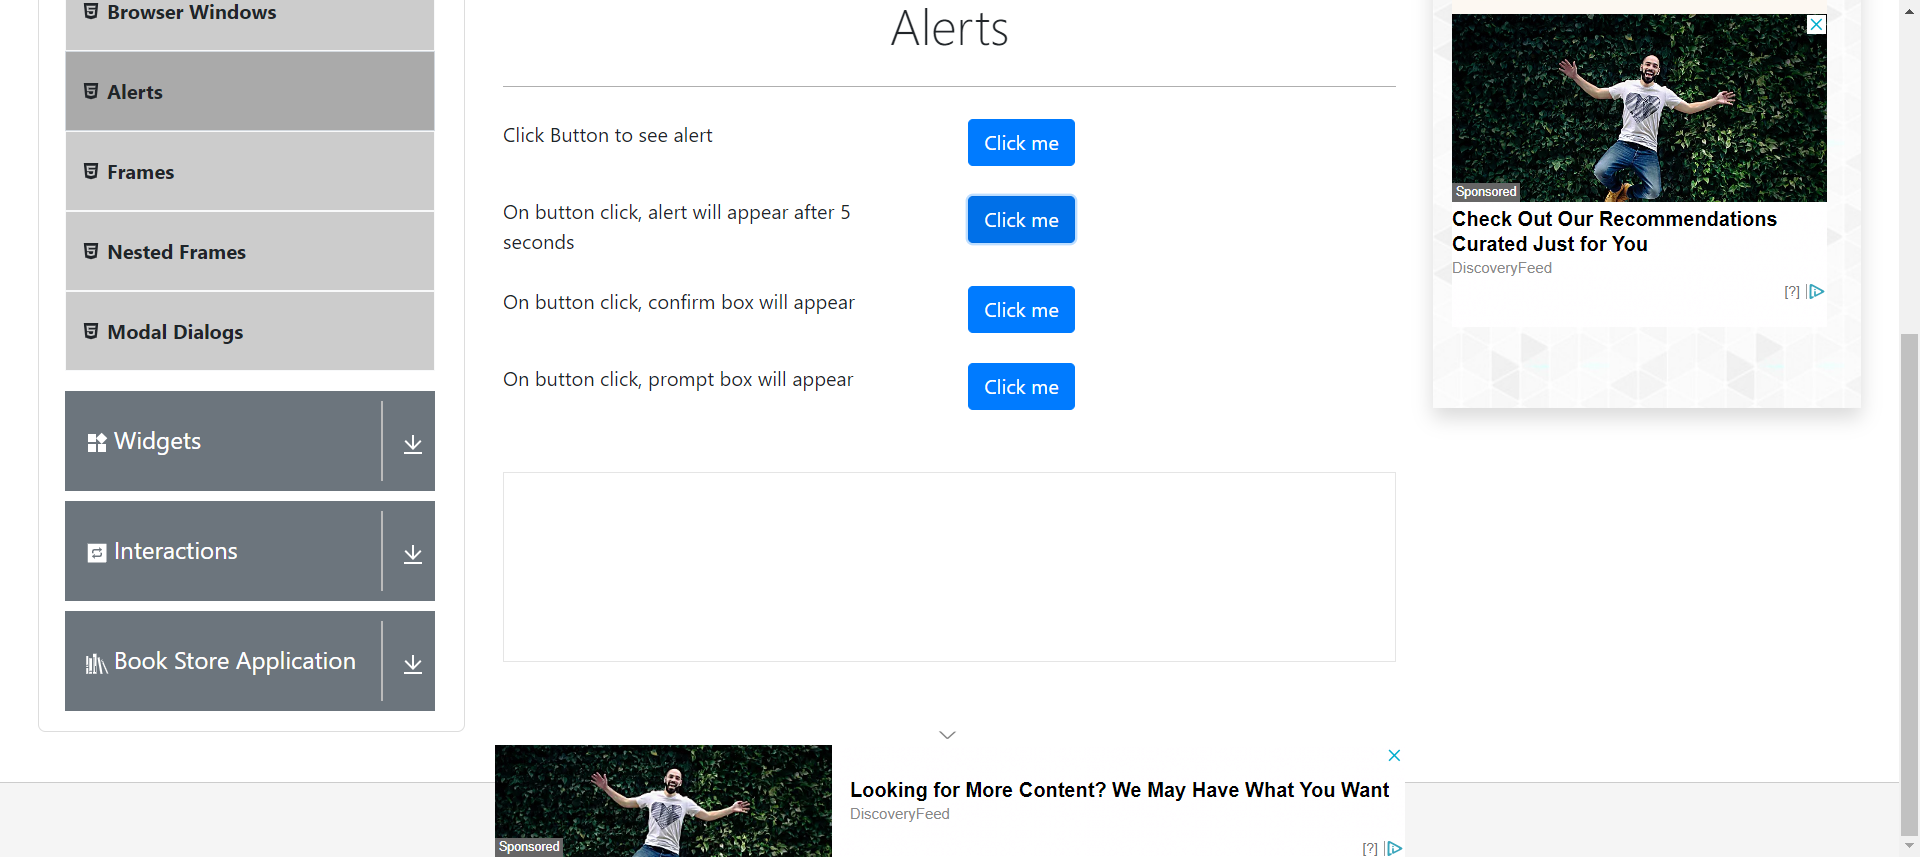 Browser Windows
Alerts
Frames
Nested Frames
Modal Dialogs
Widgets
Interactions
Book Store Application
Alerts
Click Button to see alert
Click me
On button click, alert will appear after 5
seconds
Click me
On button click, confirm box will appear
Click me
On button click, prompt box will appear
Click me
Sponsored
Check Out Our Recommendations
Curated Just for You
DiscoveryFeed
[?]
Sponsored
Looking for More Content? We May Have What You Want
DiscoveryFeed
[?]